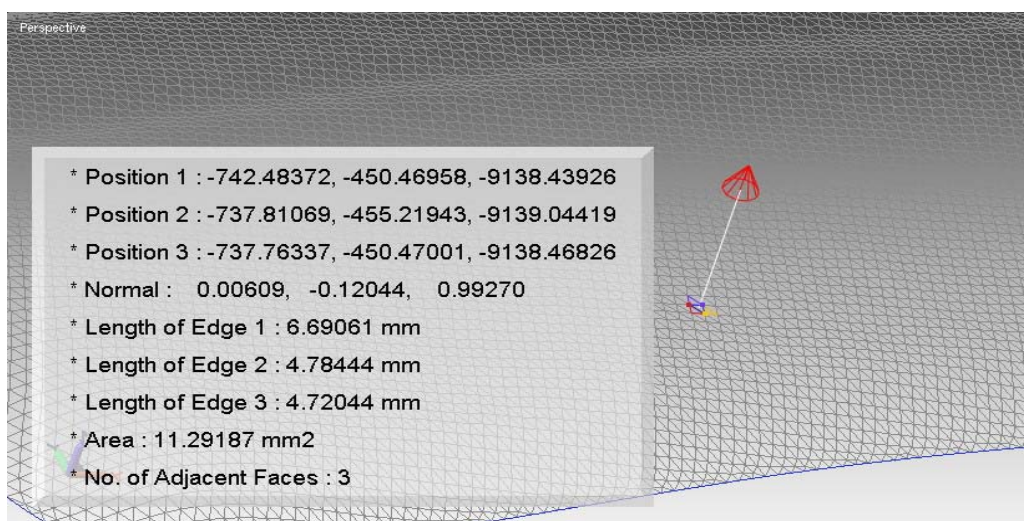 Perspective
* Position 1 : -742.48372, -450.46958, -9138.43926
* Position 2 : -737.81069, -455.21943, -9139.04419
* Position 3 : -737.76337, -450.47001, -9138.46826
* Normal : 0.00609, -0.12044, 0.99270
* Length of Edge 1 : 6.69061 mm
* Length of Edge 2 : 4.78444 mm
* Length of Edge 3 : 4.72044 mm
* Area : 11.29187 mm2
* No. of Adjacent Faces : 3